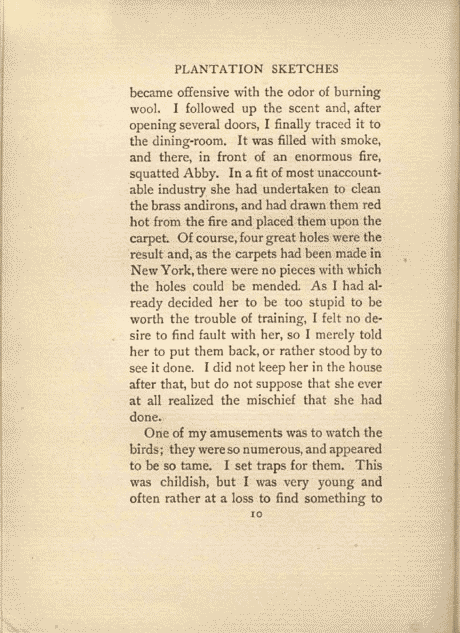 PLANTATION SKETCHES
became offensive with the odor of burning
wool. I followed up the scent and, after
opening several doors, I finally traced it to
the dining-room. It was filled with smoke,
and there, in front of an enormous fire,
squatted Abby. In a fit of most unaccount-
able industry she had undertaken to clean
the brass andirons, and had drawn them red
hot from the fire and placed them upon the
carpet. Of course, four great holes were the
result and, as the carpets had been made in
New York, there were no pieces with which
the holes could be mended. As I had al-
ready decided her to be too stupid to be
worth the trouble of training, I felt no de-
sire to find fault with her, so I merely told
her to put them back, or rather stood by to
see it done. I did not keep her in the house
after that, but do not suppose that she ever
at all realized the mischief that she had
done.
One of my amusements was to watch the
birds; they were so numerous, and appeared
to be so tame. I set traps for them. This
was childish, but I was very young and
often rather at a loss to find something to
10